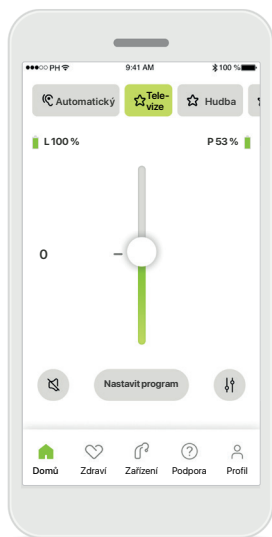 PH 9:41 AM 100 %
Automatický Tele-
vize Hudba
L 100 % P 53 %
0
Nastavit program
Domů Zdraví Zařízení Podpora Profil